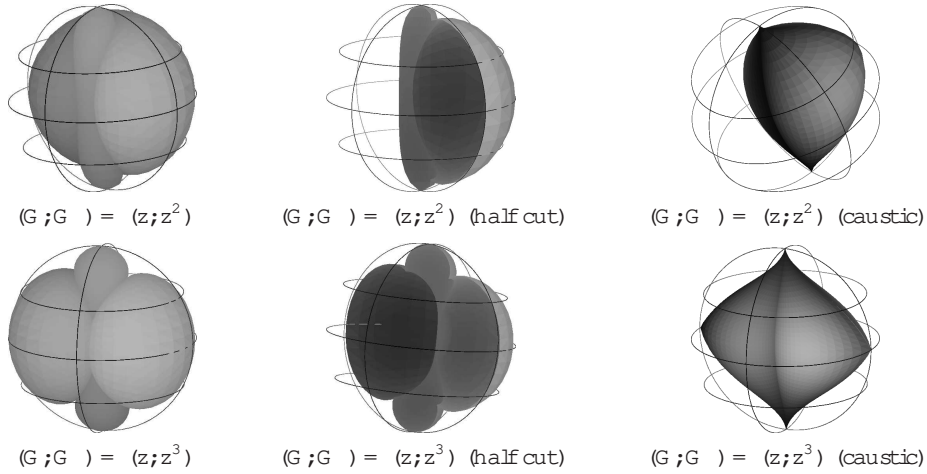 (G ;G ) = (z;z²)
(G ;G ) = (z;z²) (half cut)
(G ;G ) = (z;z²) (caustic)
(G ;G ) = (z;z³)
(G ;G ) = (z;z³) (half cut)
(G ;G ) = (z;z³) (caustic)